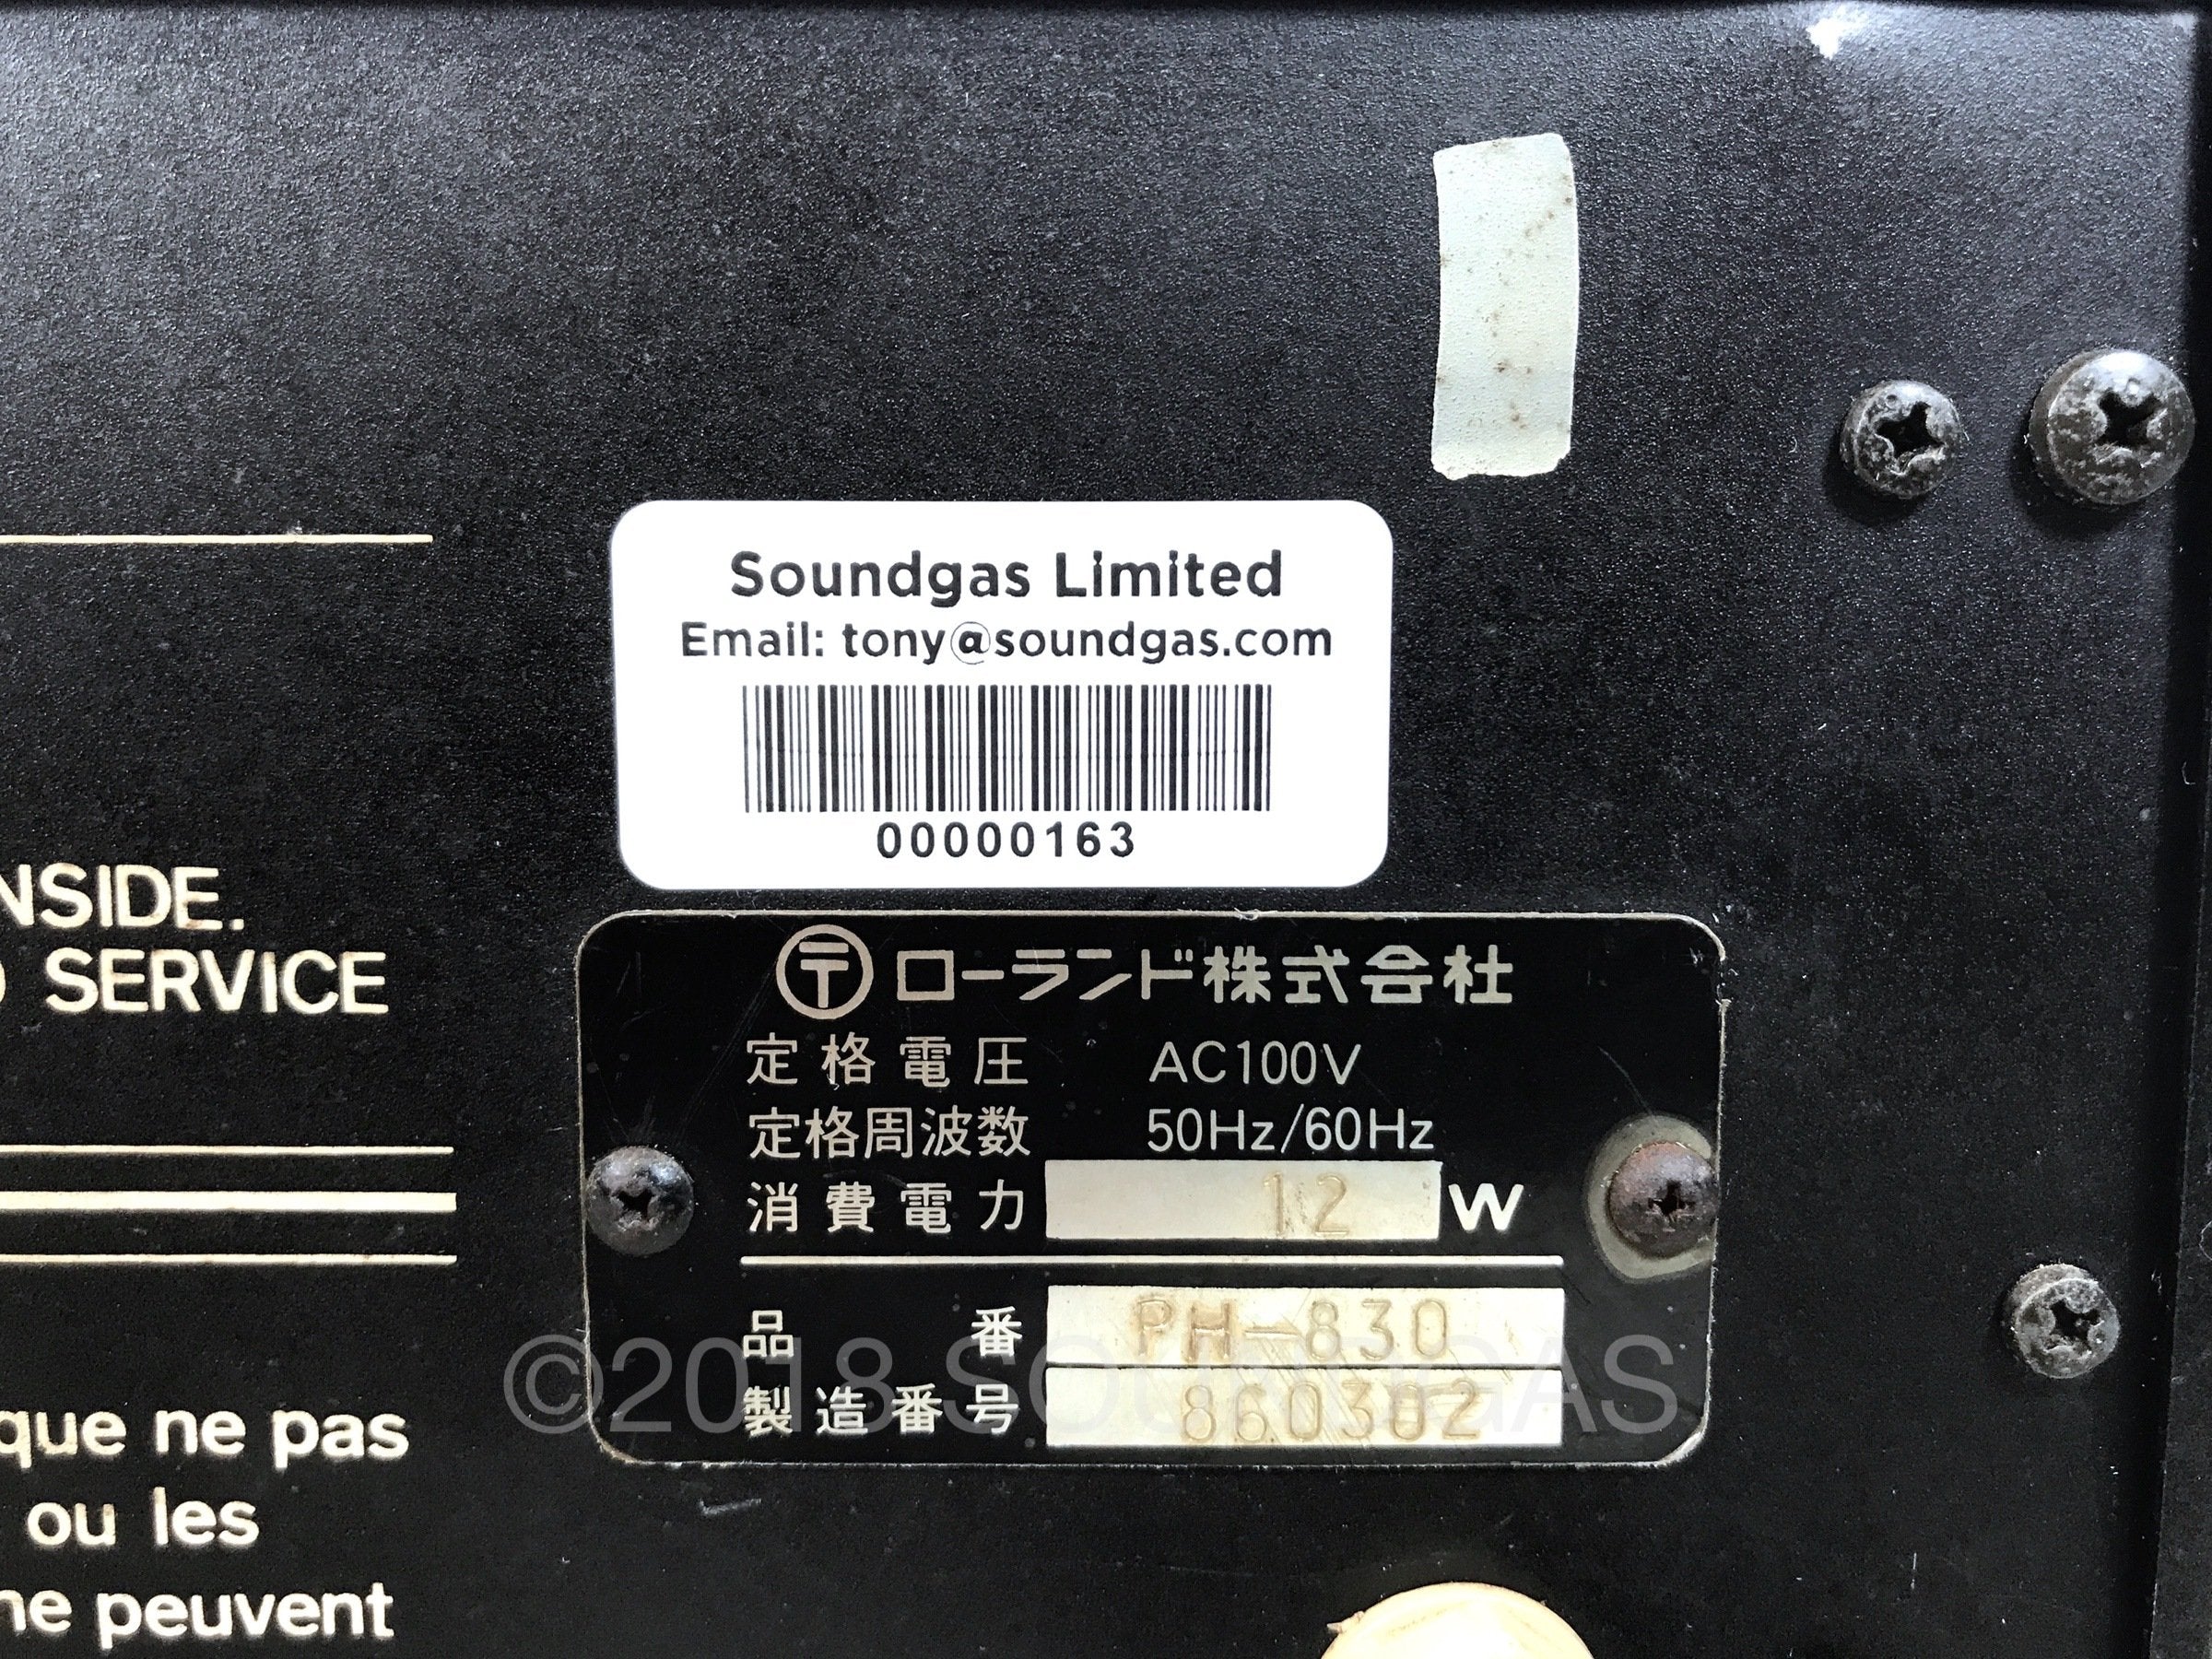 Soundgas Limited
Email: tony@soundgas.com
00000163
NSIDE.
SERVICE
〒 ローランド株式会社
定格電圧 AC100V
定格周波数 50Hz/60Hz
消費電力 12 W
品番 PH-830
製造番号 860302
©2018 SOUNDGAS
que ne pas
ou les
ne peuvent